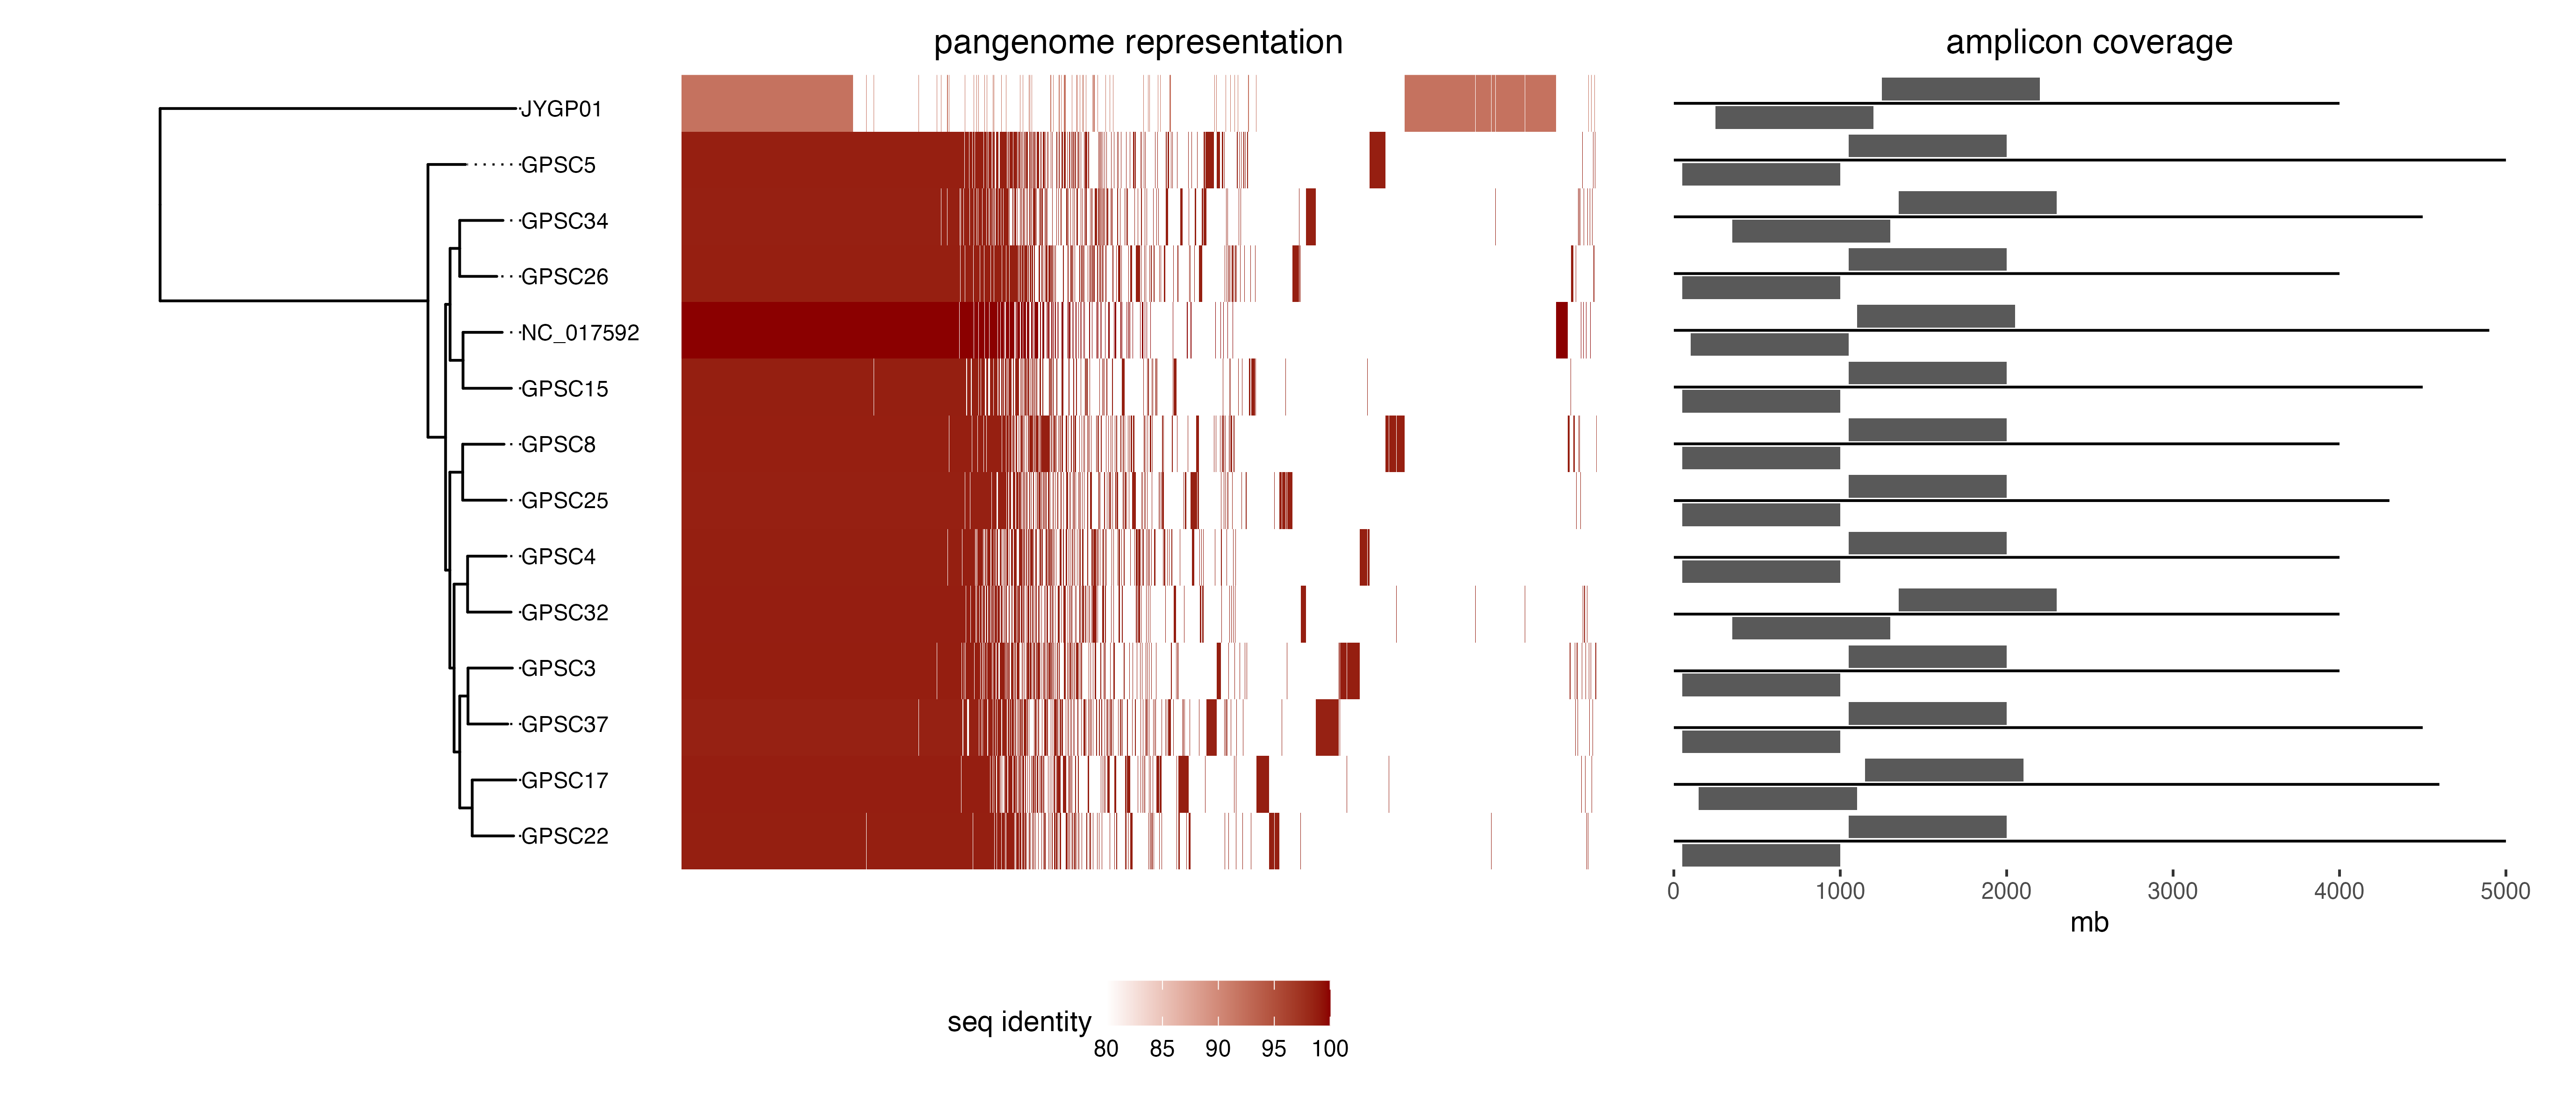 pangenome representation
amplicon coverage
JYGP01
GPSC5
GPSC34
GPSC26
NC_017592
GPSC15
GPSC8
GPSC25
GPSC4
GPSC32
GPSC3
GPSC37
GPSC17
GPSC22
0 1000 2000 3000 4000 5000
mb
seq identity
80 85 90 95 100